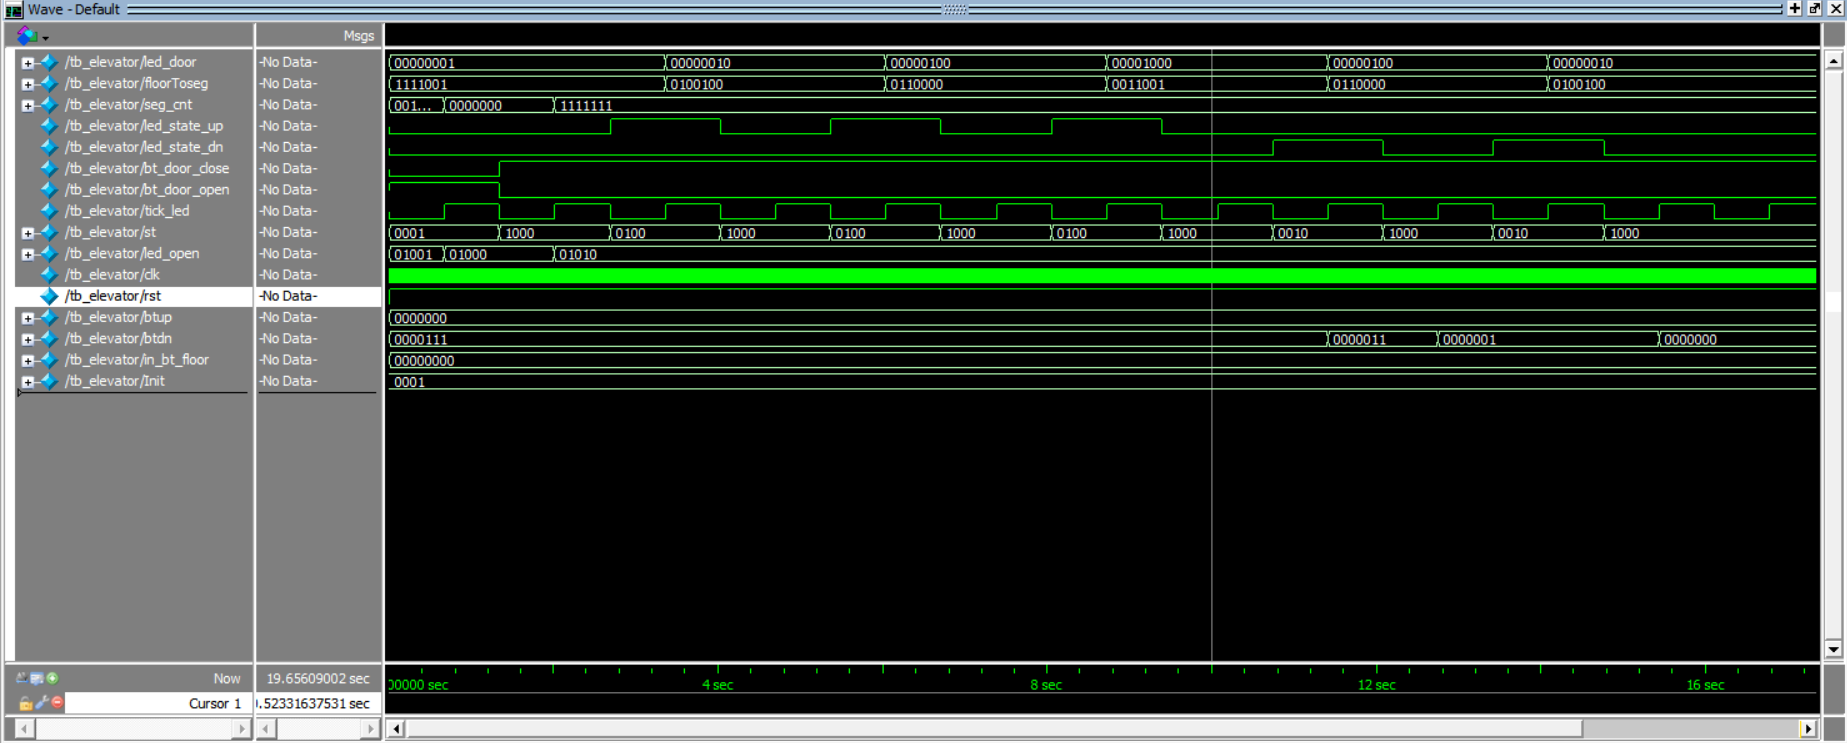 Wave - Default
Msgs
/tb_elevator/led_door -No Data- 00000001 00000010 00000100 00001000 00000100 00000010
/tb_elevator/floorToseg -No Data- 1111001 0100100 0110000 0011001 0110000 0100100
/tb_elevator/seg_cnt -No Data- 001... 0000000 1111111
/tb_elevator/led_state_up -No Data-
/tb_elevator/led_state_dn -No Data-
/tb_elevator/bt_door_close -No Data-
/tb_elevator/bt_door_open -No Data-
/tb_elevator/tick_led -No Data-
/tb_elevator/st -No Data- 0001 1000 0100 1000 0100 1000 0100 1000 0010 1000 0010 1000
/tb_elevator/led_open -No Data- 01001 01000 01010
/tb_elevator/clk -No Data-
/tb_elevator/rst -No Data-
/tb_elevator/btup -No Data- 0000000
/tb_elevator/btdn -No Data- 0000111 0000011 0000001 0000000
/tb_elevator/in_bt_floor -No Data- 00000000
/tb_elevator/Init -No Data- 0001
Now 19.65609002 sec 00000 sec 4 sec 8 sec 12 sec 16 sec
Cursor 1 .52331637531 sec